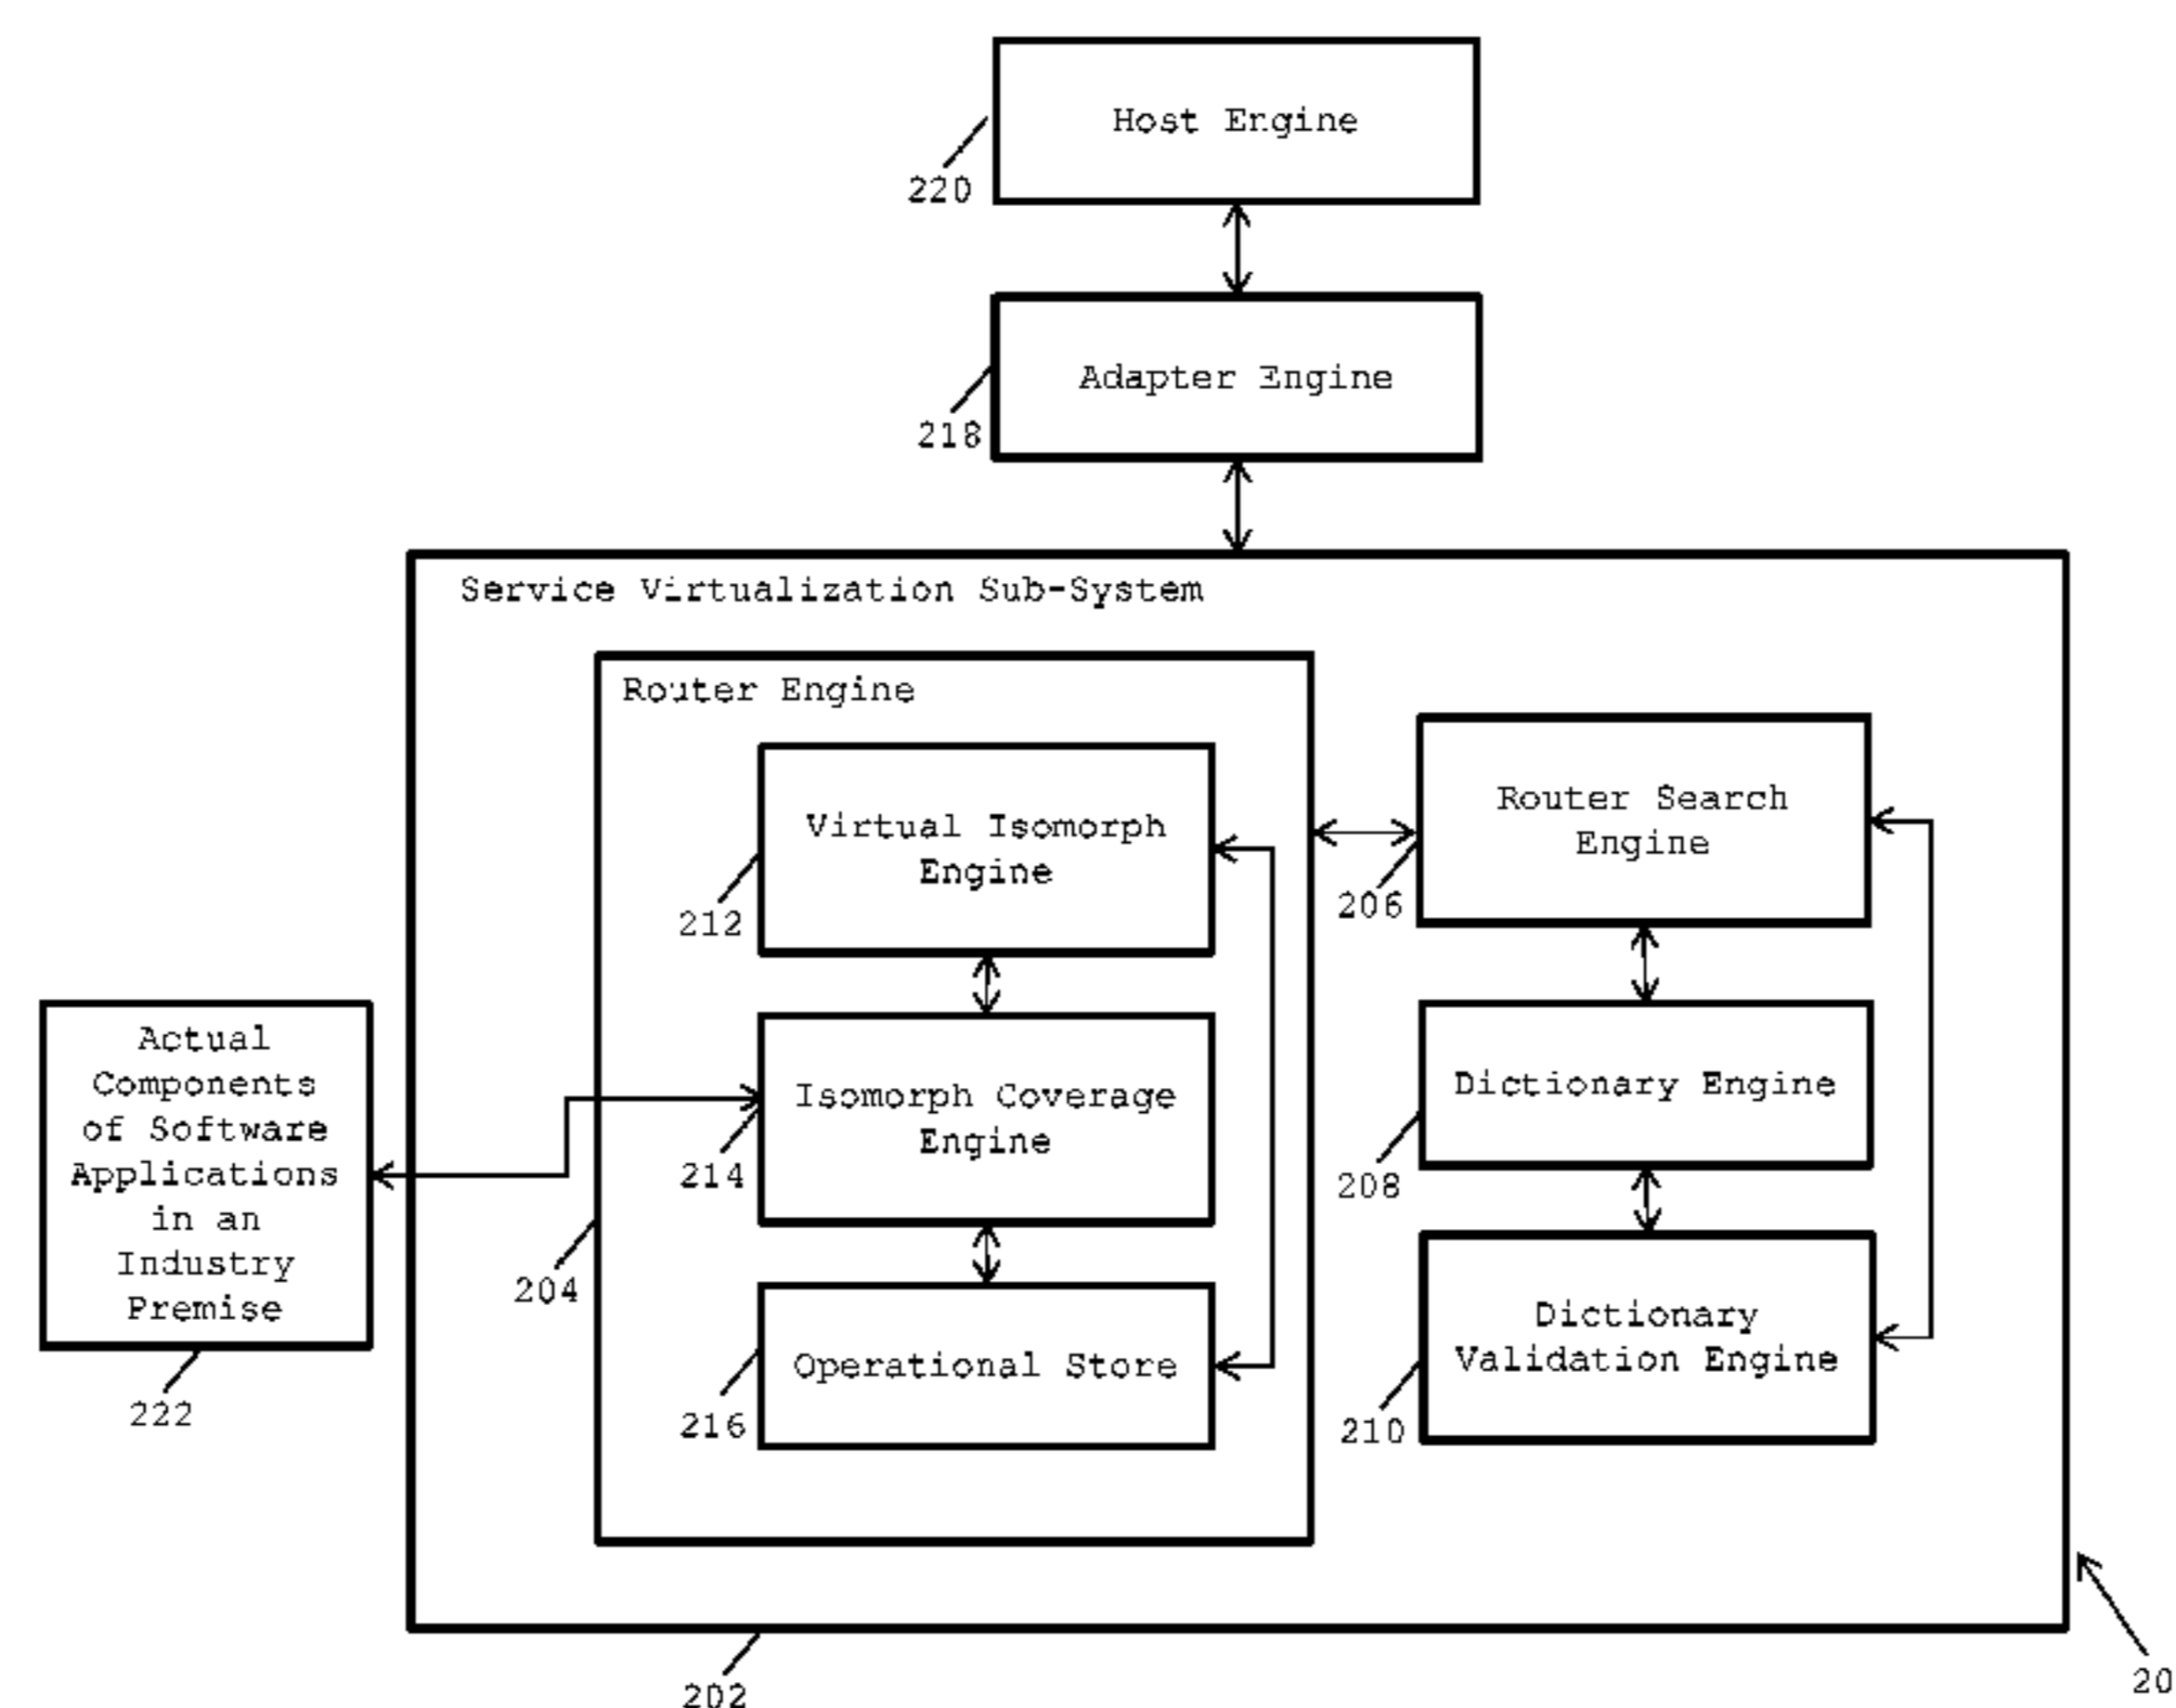 Host Engine
220
Adapter Engine
218
Service Virtualization Sub-System
Router Engine
Virtual Isomorph
Engine
212
Router Search
Engine
206
Actual
Components
of Software
Applications
in an
Industry
Premise
222
Isomorph Coverage
Engine
214
204
Dictionary Engine
208
Operational Store
216
Dictionary
Validation Engine
210
202
20